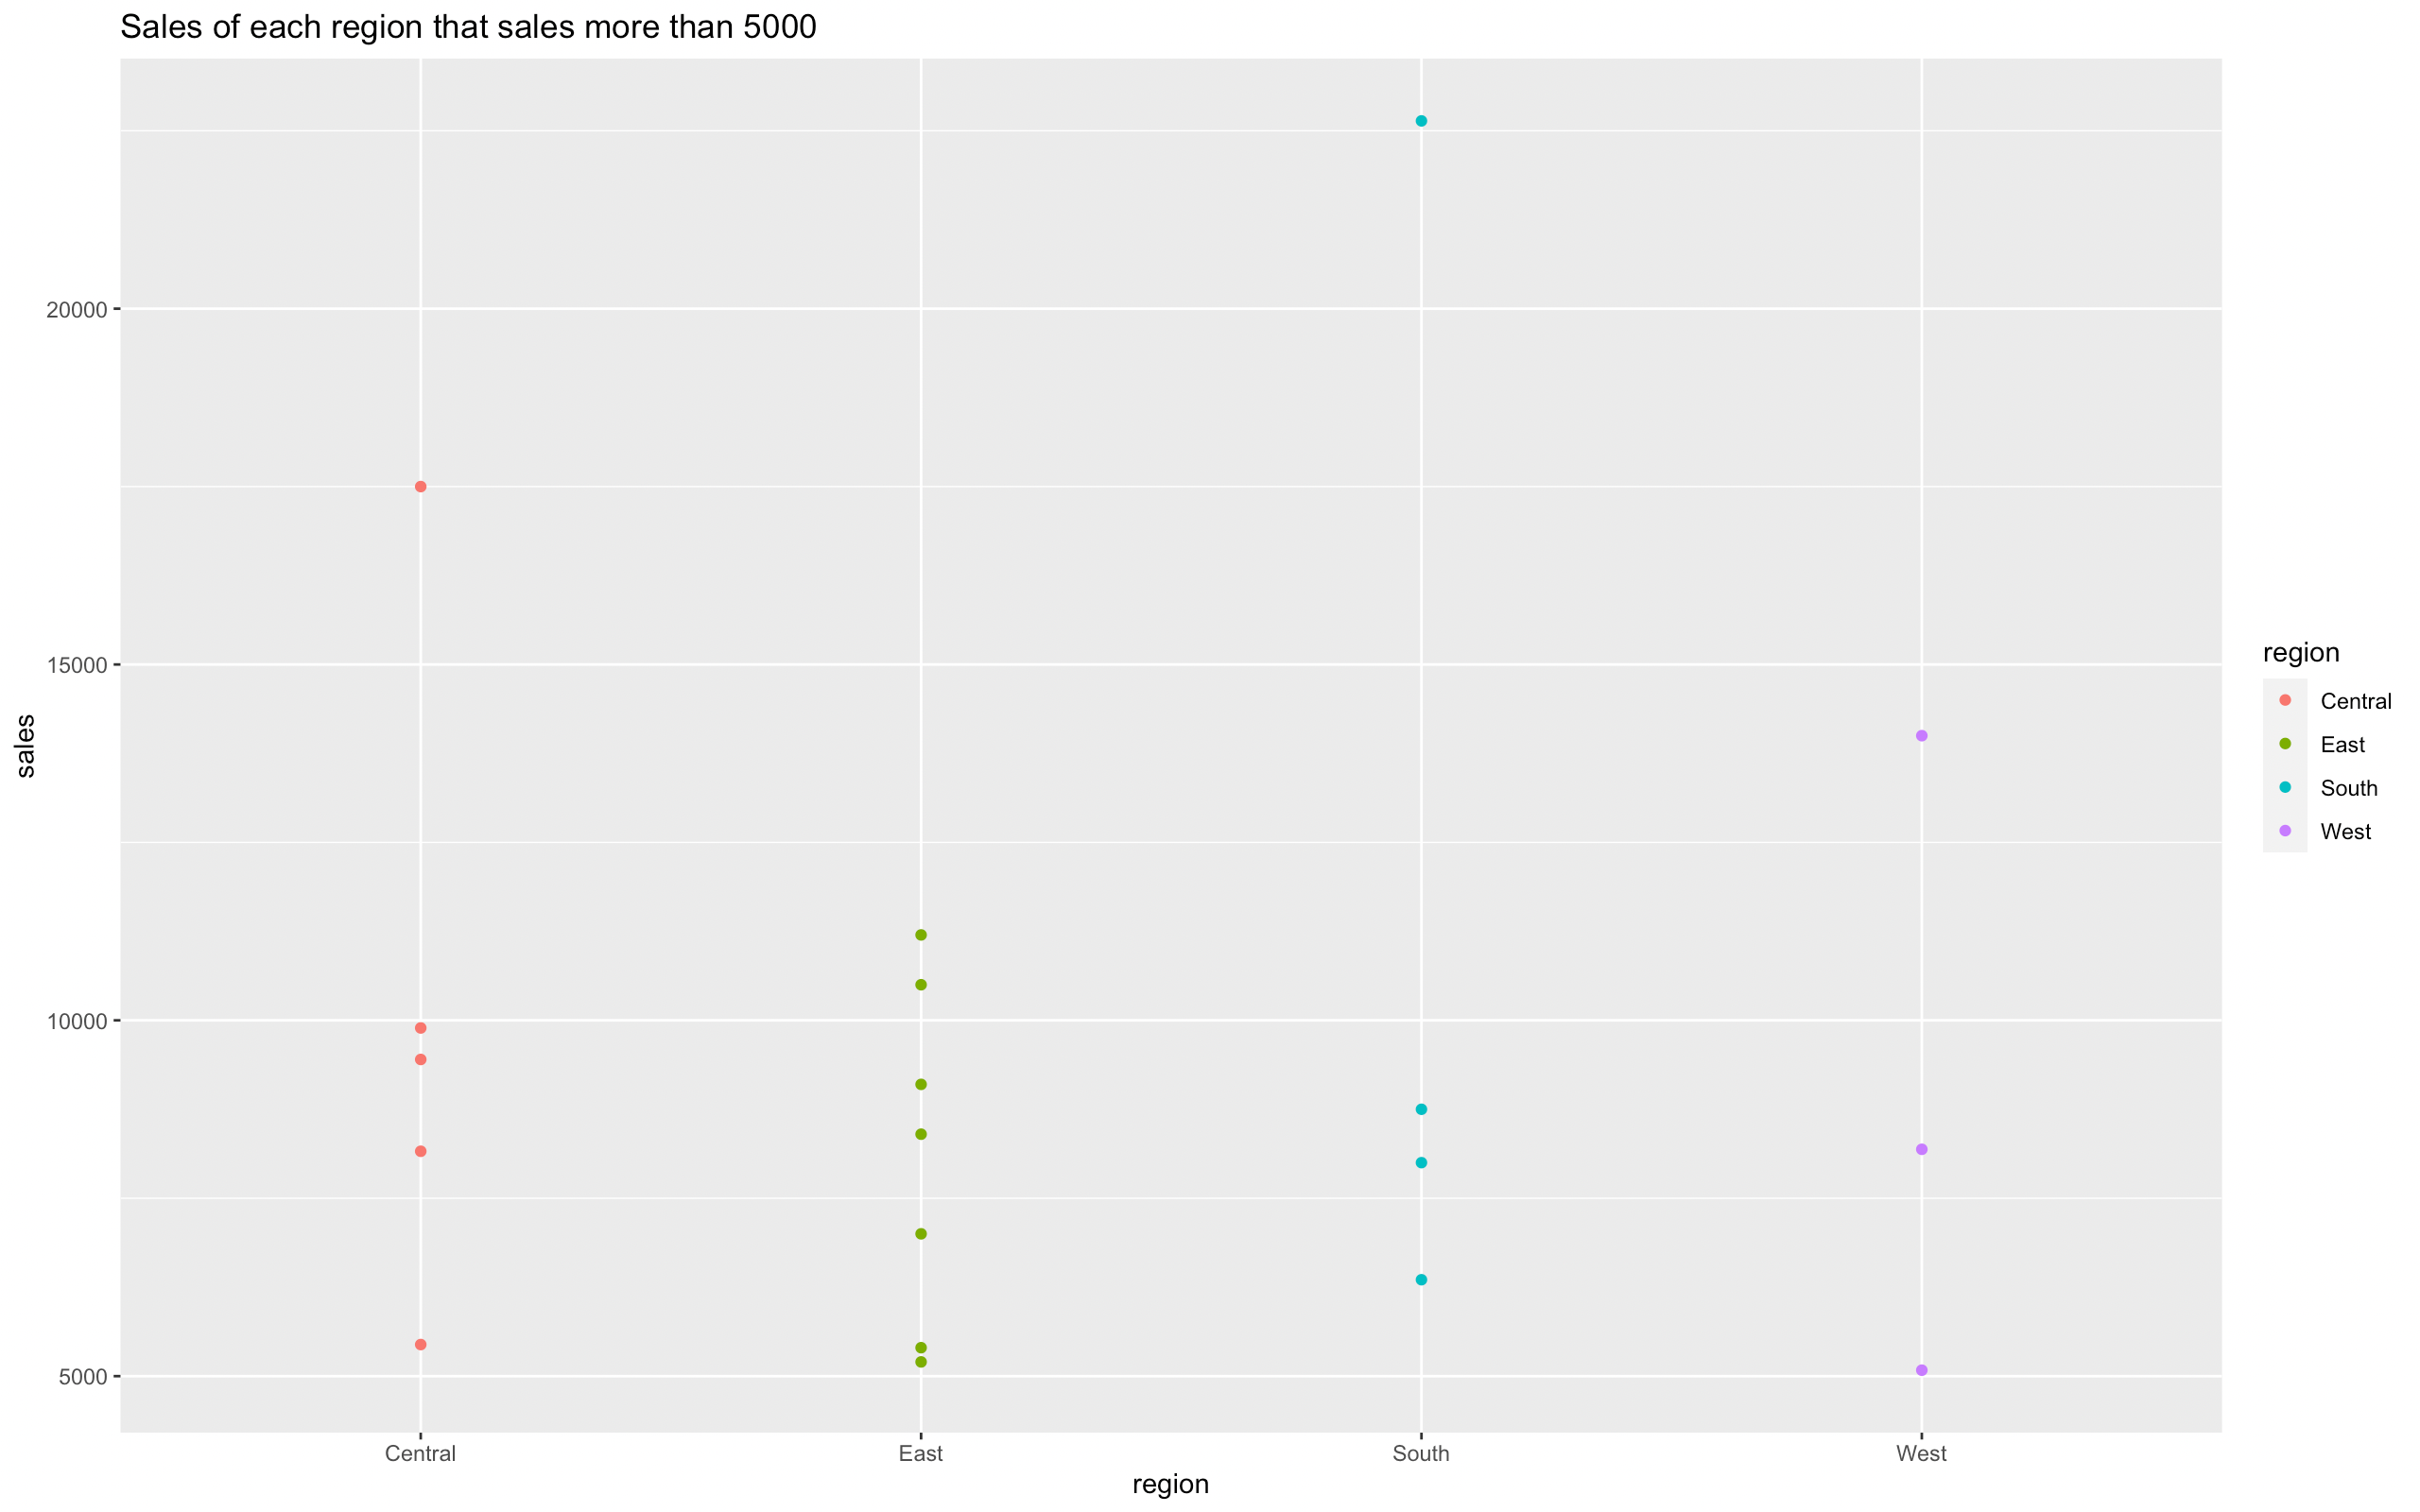 Sales of each region that sales more than 5000
20000
15000
10000
5000
sales
Central
East
South
West
region
region
Central
East
South
West